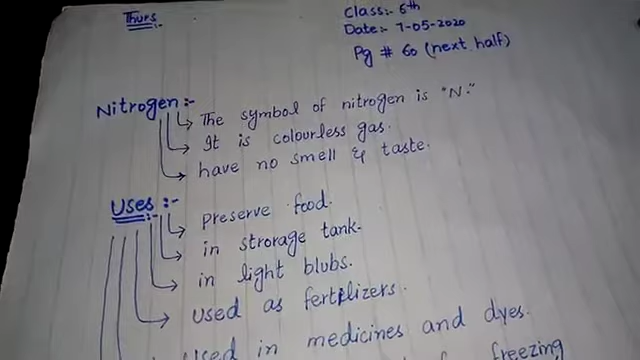 Thurs
Class:- 6th
Date:- 7-05-2020
Pg # 60 (next half)
Nitrogen:-
The symbol of nitrogen is "N."
It is colourless gas.
have no smell & taste.
Uses :-
preserve food.
in strorage tank.
in light blubs.
used as fertilizers.
used in medicines and dyes.
freezing